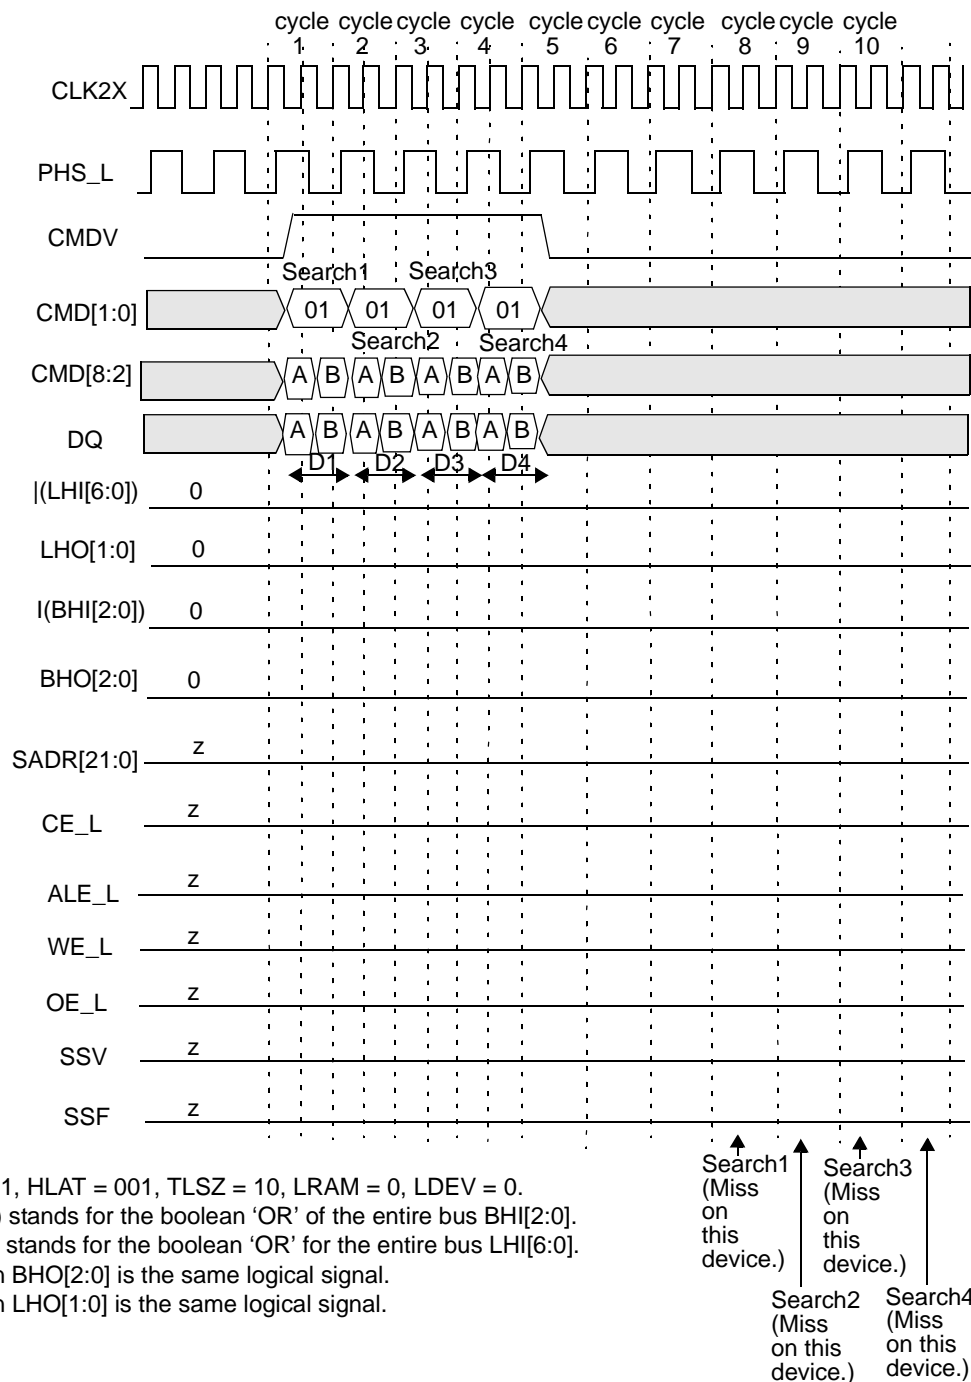 cycle cycle cycle cycle cycle cycle cycle cycle cycle cycle
1 2 3 4 5 6 7 8 9 10
CLK2X
PHS_L
CMDV
Search1 Search3
CMD[1:0] 01 01 01 01
Search2 Search4
CMD[8:2] A B A B A B A B
DQ A B A B A B A B
D1 D2 D3 D4
|(LHI[6:0]) 0
LHO[1:0] 0
I(BHI[2:0]) 0
BHO[2:0] 0
SADR[21:0] z
CE_L z
ALE_L z
WE_L z
OE_L z
SSV z
SSF z
Search1
(Miss
on
this
device.)
Search3
(Miss
on
this
device.)
Search2
(Miss
on this
device.)
Search4
(Miss
on this
device.)
1, HLAT = 001, TLSZ = 10, LRAM = 0, LDEV = 0.
) stands for the boolean ‘OR’ of the entire bus BHI[2:0].
stands for the boolean ‘OR’ for the entire bus LHI[6:0].
n BHO[2:0] is the same logical signal.
n LHO[1:0] is the same logical signal.